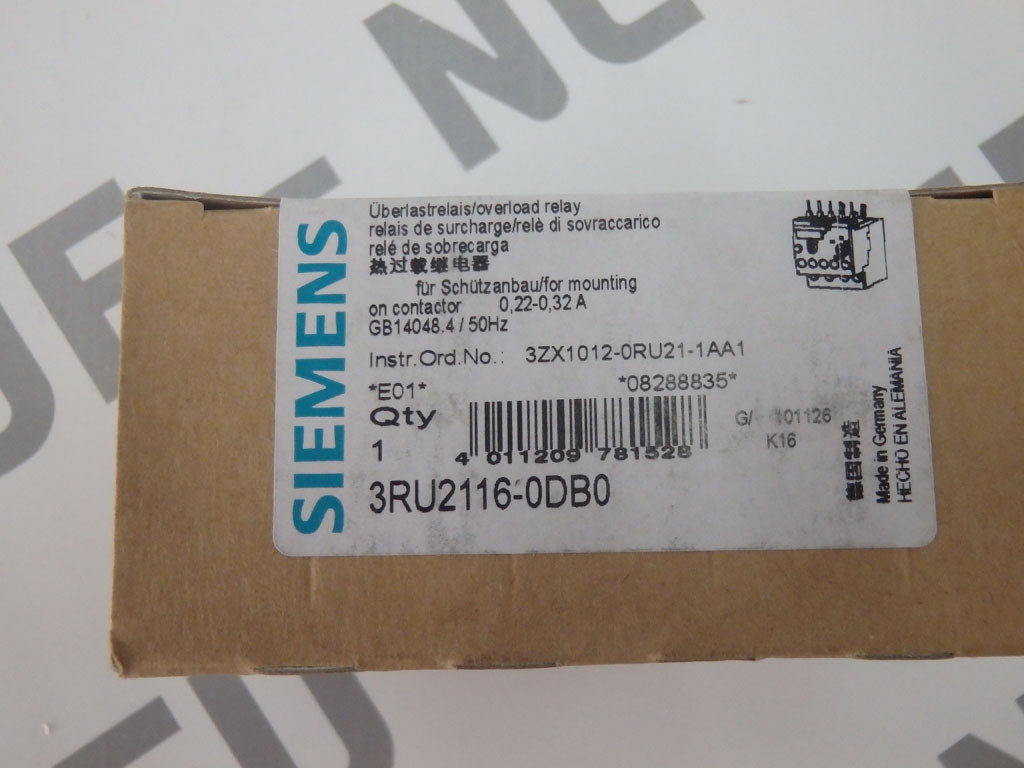 SIEMENS
Überlastrelais/overload relay
relais de surcharge/relè di sovraccarico
relé de sobrecarga
热过载继电器
für Schützanbau/for mounting
on contactor 0,22-0,32 A
GB14048.4 / 50Hz
Instr.Ord.No.: 3ZX1012-0RU21-1AA1
*E01* *08288835*
Qty
1
4 011209 781528
G/ 101126
K16
3RU2116-0DB0
德国制造
Made in Germany
HECHO EN ALEMANIA